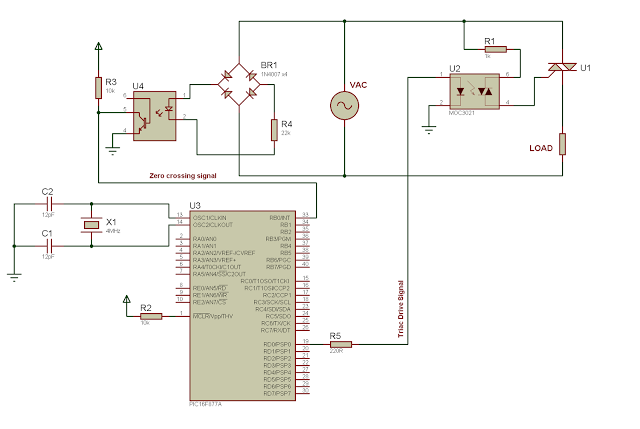 R3
10k
U4
6
5
4
1
2
BR1
1N4007 x4
R4
22k
VAC
R1
1k
U2
1
2
6
4
MOC3021
U1
LOAD
Zero crossing signal
C2
12pF
X1
4MHz
C1
12pF
U3
13
OSC1/CLKIN
14
OSC2/CLKOUT
2
RA0/AN0
3
RA1/AN1
4
RA2/AN2/VREF-/CVREF
5
RA3/AN3/VREF+
6
RA4/T0CKI/C1OUT
7
RA5/AN4/SS/C2OUT
8
RE0/AN5/RD
9
RE1/AN6/WR
10
RE2/AN7/CS
1
MCLR/Vpp/THV
R2
10k
RB0/INT
33
RB1
34
RB2
35
RB3/PGM
36
RB4
37
RB5
38
RB6/PGC
39
RB7/PGD
40
RC0/T1OSO/T1CKI
15
RC1/T1OSI/CCP2
16
RC2/CCP1
17
RC3/SCK/SCL
18
RC4/SDI/SDA
23
RC5/SDO
24
RC6/TX/CK
25
RC7/RX/DT
26
RD0/PSP0
19
RD1/PSP1
20
RD2/PSP2
21
RD3/PSP3
22
RD4/PSP4
27
RD5/PSP5
28
RD6/PSP6
29
RD7/PSP7
30
PIC16F877A
R5
220R
Triac Drive Signal